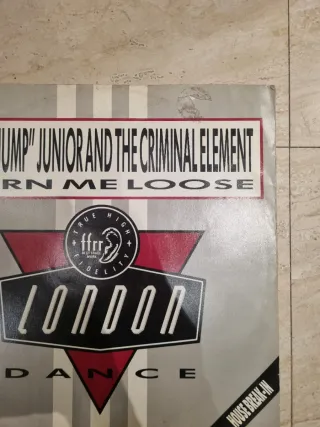 JUMP" JUNIOR AND THE CRIMINAL ELEMENT
RN ME LOOSE
TRUE HIGH
ffrr
FIDELITY
LONDON
DANCE
HOUSE BREAK-IN